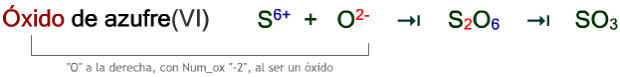 Óxido de azufre(VI) S⁶⁺ + O²⁻ → S₂O₆ → SO₃
"O" a la derecha, con Num_ox "-2", al ser un óxido